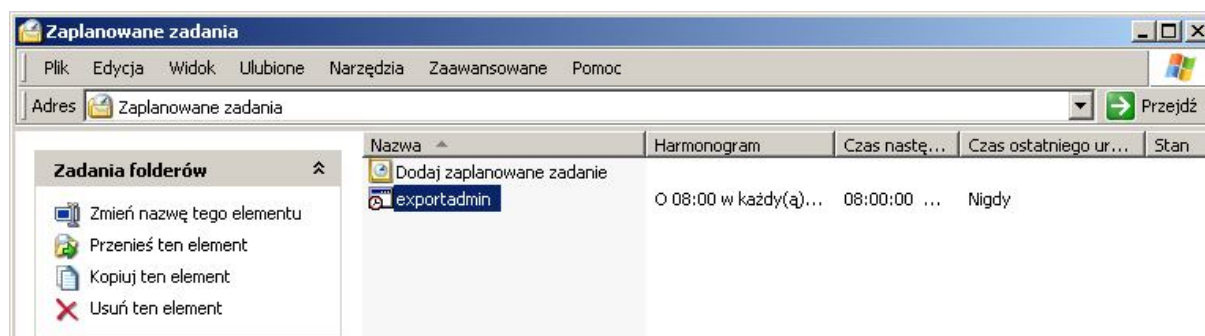 Zaplanowane zadania
Plik Edycja Widok Ulubione Narzędzia Zaawansowane Pomoc
Adres Zaplanowane zadania Przejdź
Nazwa Harmonogram Czas nastę... Czas ostatniego ur... Stan
Zadania folderów
Dodaj zaplanowane zadanie
exportadmin O 08:00 w każdy(ą)... 08:00:00 ... Nigdy
Zmień nazwę tego elementu
Przenieś ten element
Kopiuj ten element
Usuń ten element